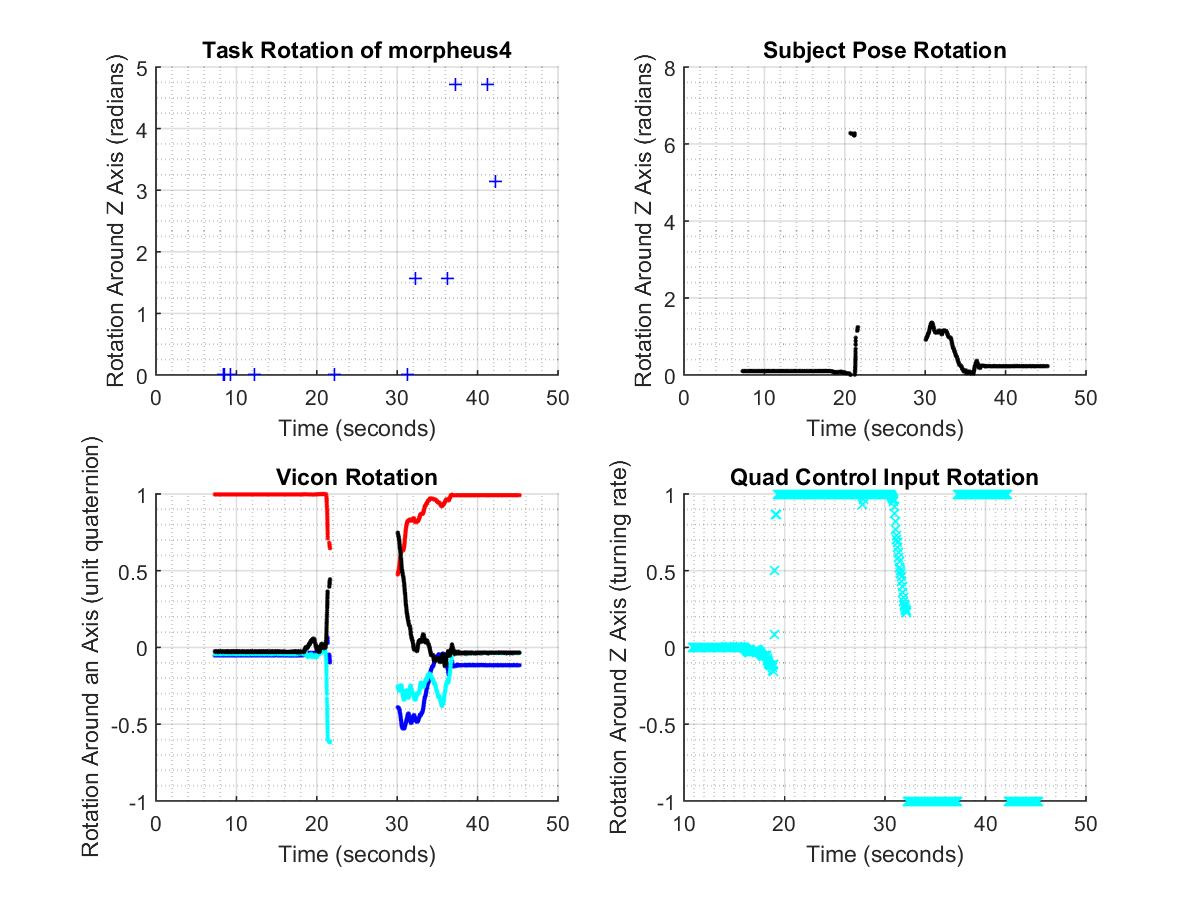 Task Rotation of morpheus4
Rotation Around Z Axis (radians)
5
4
3
2
1
0
0 10 20 30 40 50
Time (seconds)
Subject Pose Rotation
Rotation Around Z Axis (radians)
8
6
4
2
0
0 10 20 30 40 50
Time (seconds)
Vicon Rotation
Rotation Around an Axis (unit quaternion)
1
0.5
0
-0.5
-1
0 10 20 30 40 50
Time (seconds)
Quad Control Input Rotation
Rotation Around Z Axis (turning rate)
1
0.5
0
-0.5
-1
10 20 30 40 50
Time (seconds)